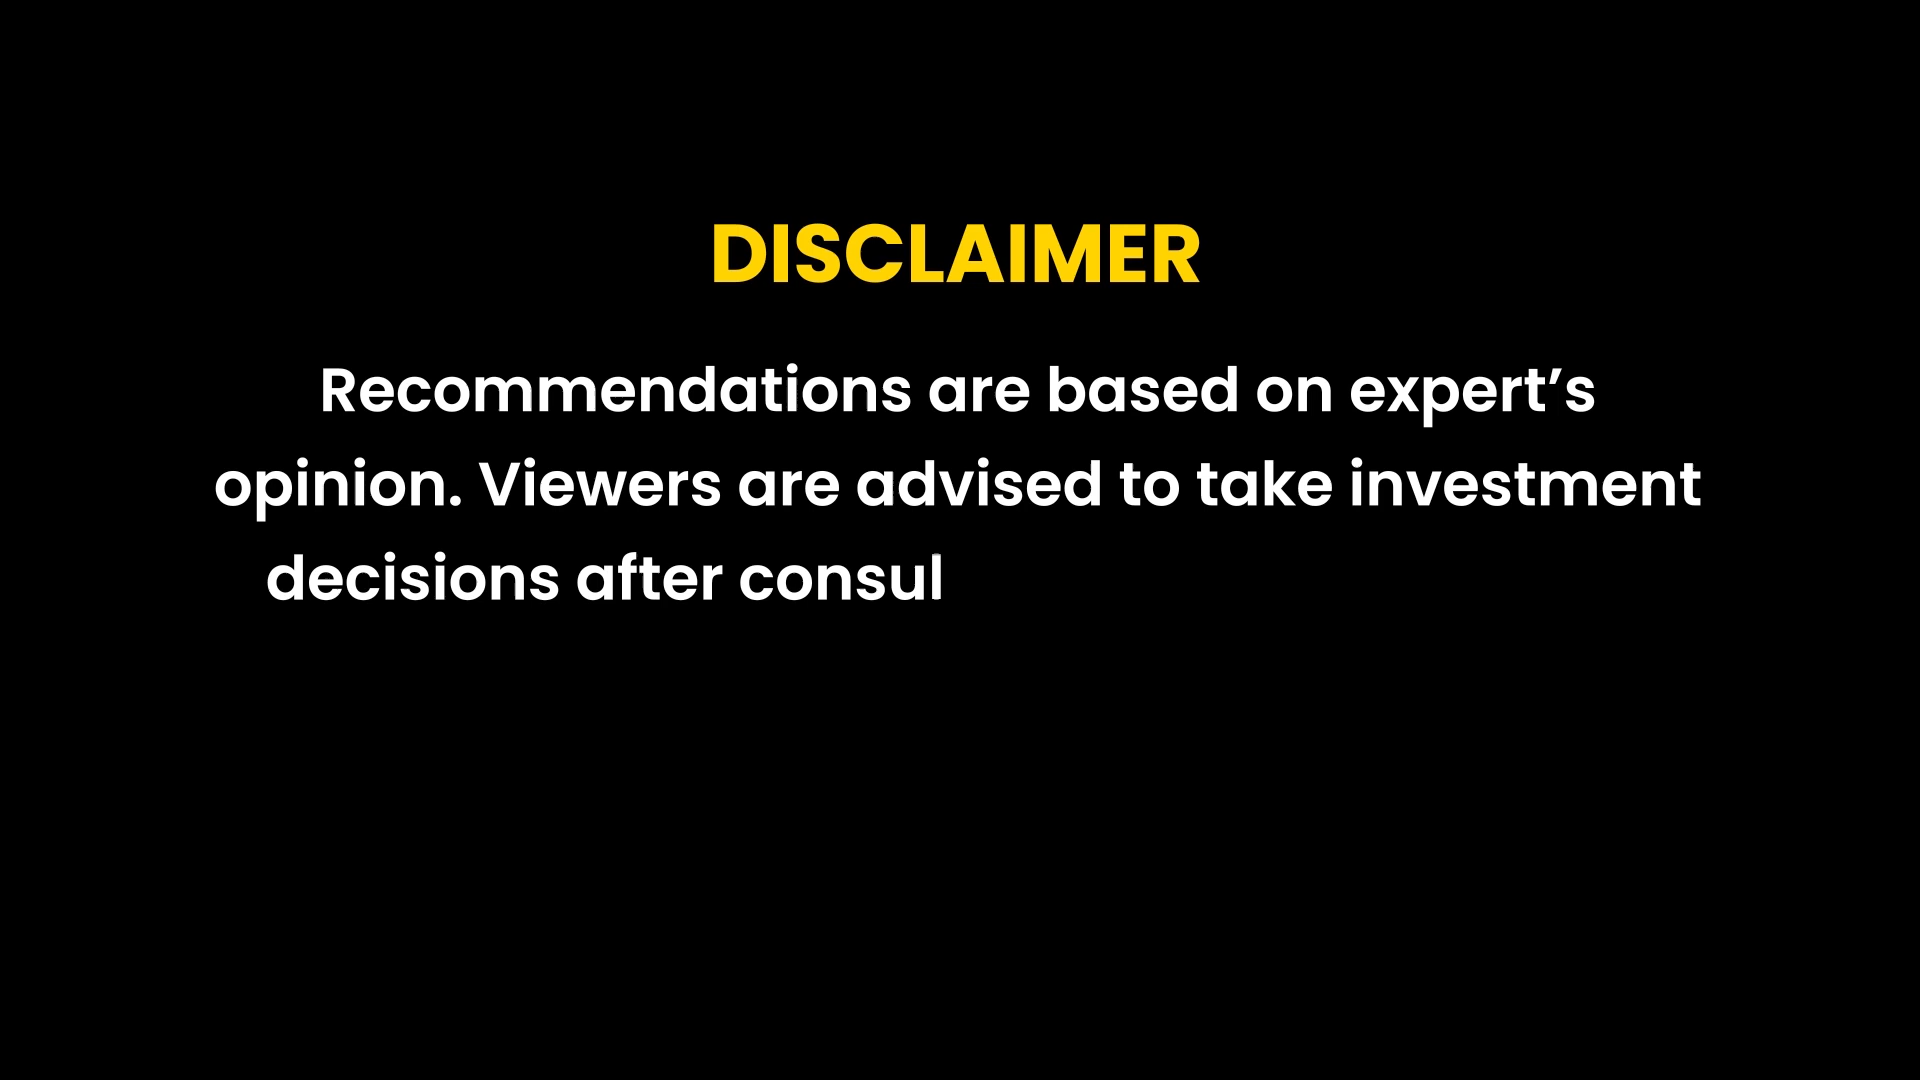 DISCLAIMER
Recommendations are based on expert’s
opinion. Viewers are advised to take investment
decisions after consul